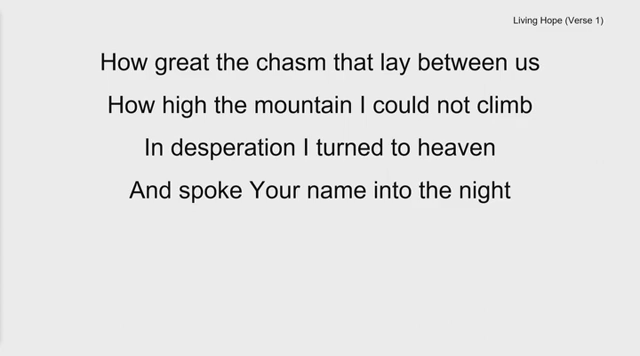 Living Hope (Verse 1)
How great the chasm that lay between us
How high the mountain I could not climb
In desperation I turned to heaven
And spoke Your name into the night